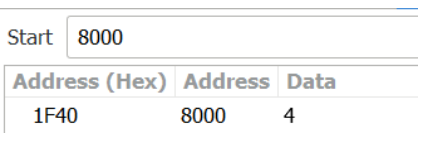 Start 8000
Address (Hex) Address Data
1F40 8000 4